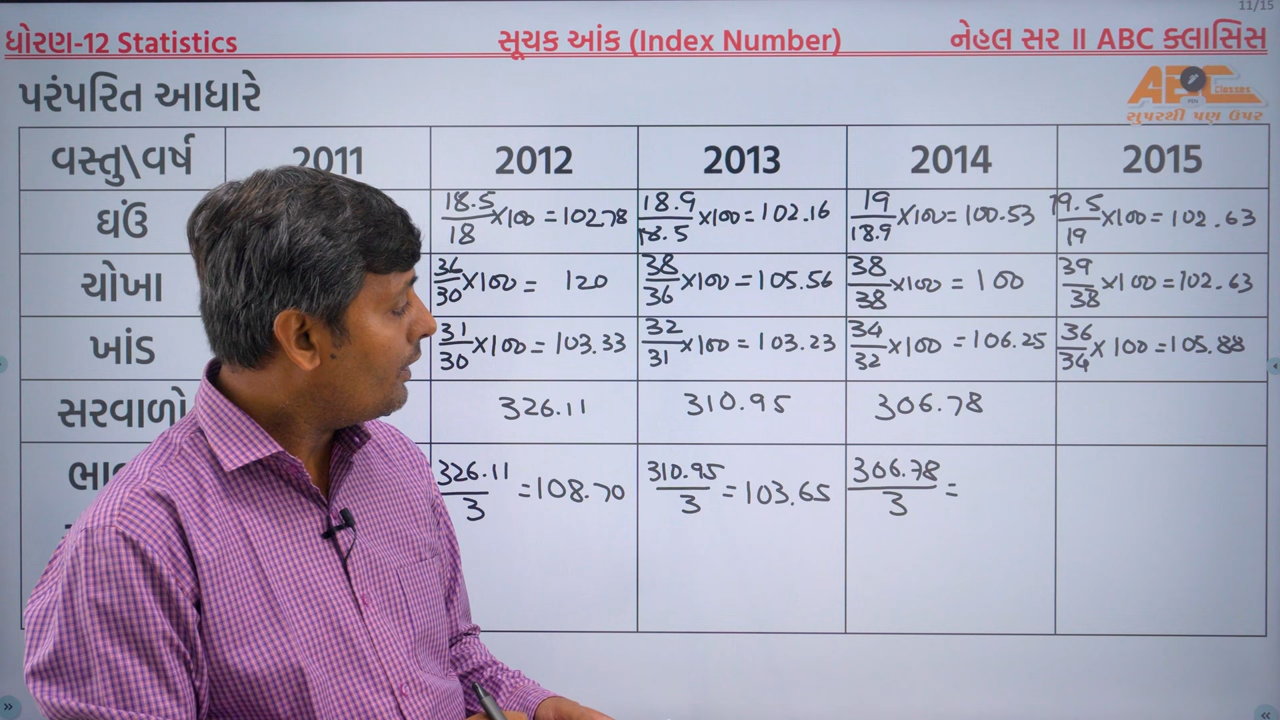 11/15
ધોરણ-12 Statistics સૂચક આંક (Index Number) નેહલ સર ॥ ABC ક્લાસિસ
પરંપરિત આધારે
ABC Classes
સુપરથી પણ ઉપર
વસ્તુ\વર્ષ 2011 2012 2013 2014 2015
ઘઉં 18.5/18 ×100 = 102.78 18.9/18.5 ×100 = 102.16 19/18.9 ×100 = 100.53 19.5/19 ×100 = 102.63
ચોખા 36/30 ×100 = 120 38/36 ×100 = 105.56 38/38 ×100 = 100 39/38 ×100 = 102.63
ખાંડ 31/30 ×100 = 103.33 32/31 ×100 = 103.23 34/32 ×100 = 106.25 36/34 × 100 = 105.88
સરવાળો 326.11 310.95 306.78
326.11/3 = 108.70 310.95/3 = 103.65 306.78/3 =